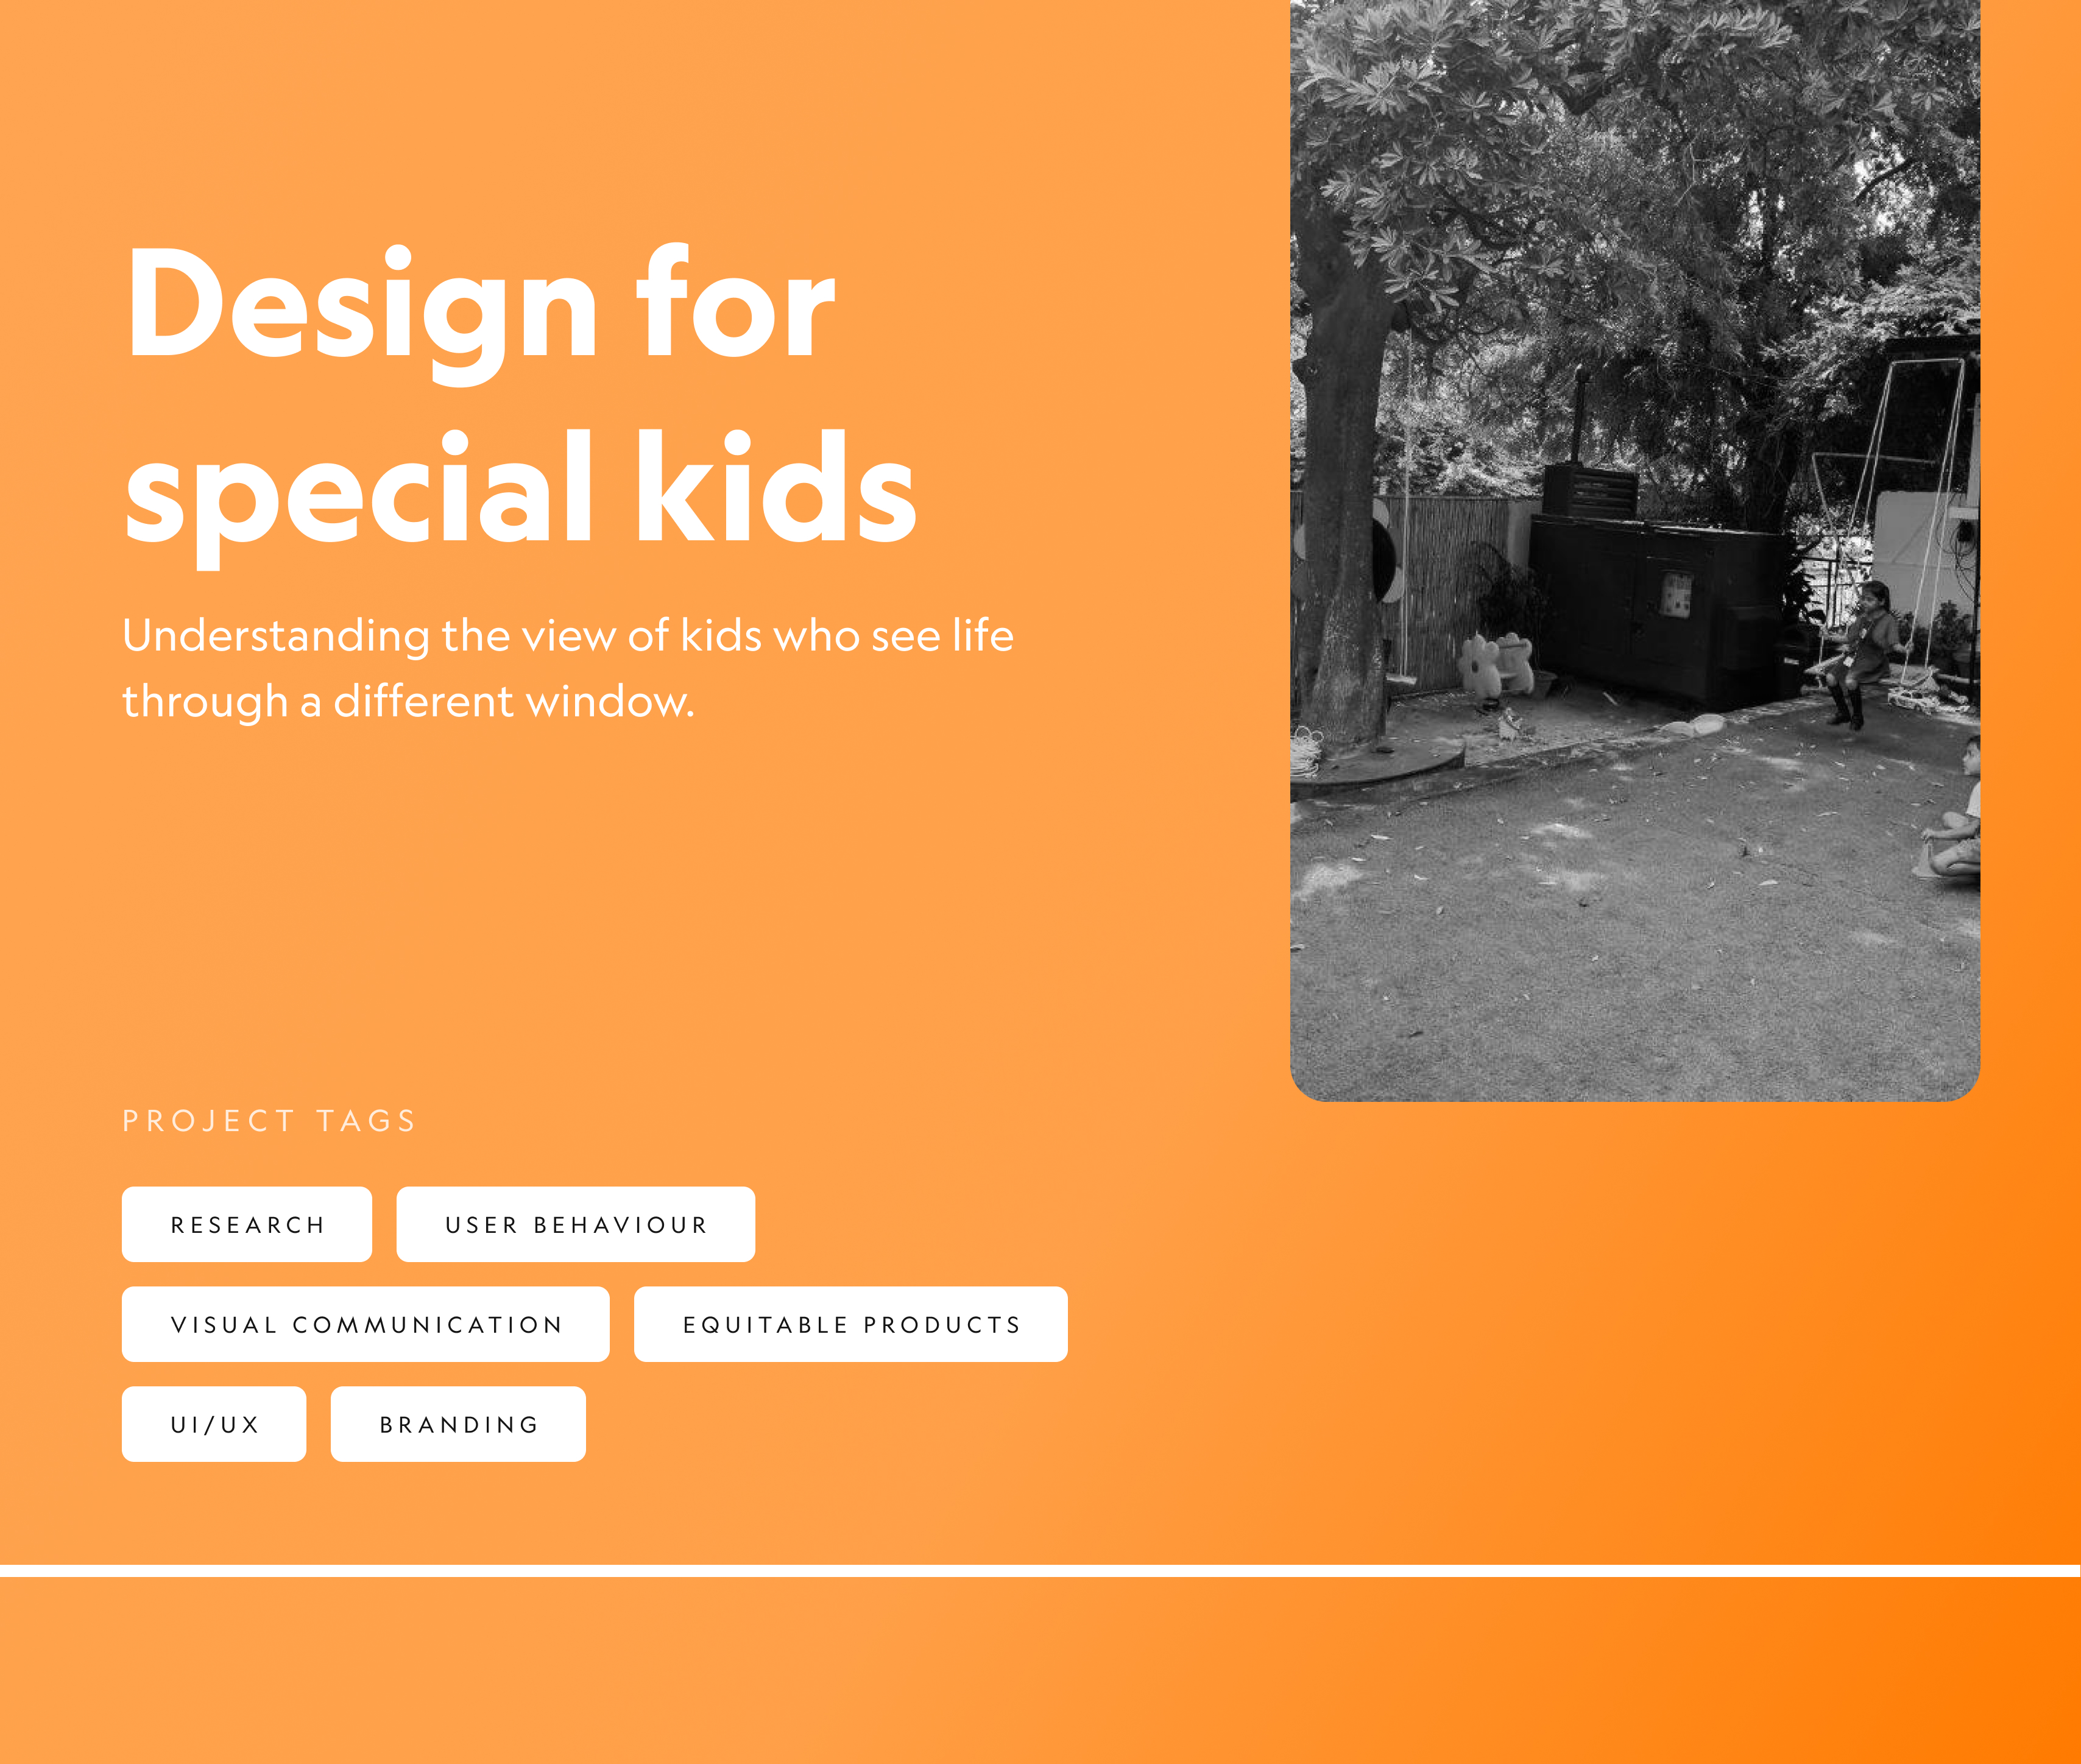 Design for
special kids
Understanding the view of kids who see life
through a different window.
PROJECT TAGS
RESEARCH
USER BEHAVIOUR
VISUAL COMMUNICATION
EQUITABLE PRODUCTS
UI/UX
BRANDING